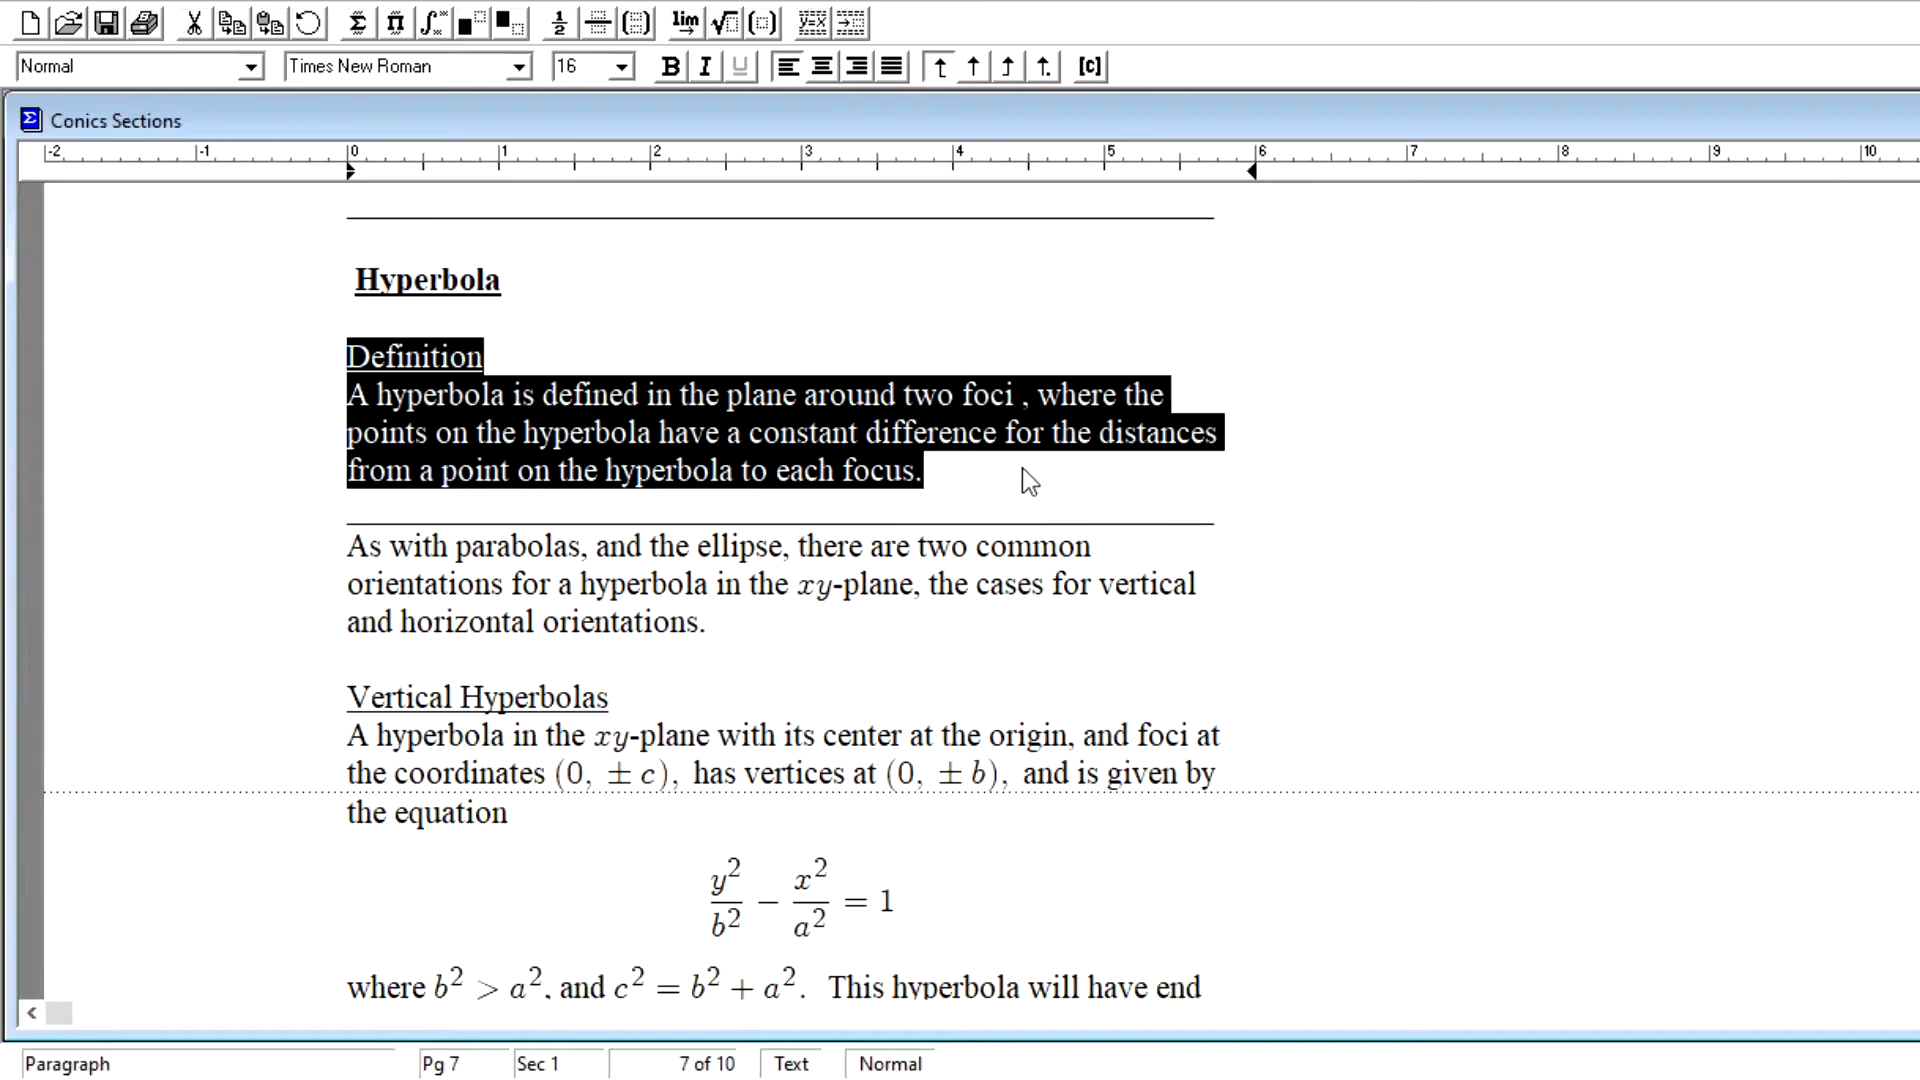 Normal Times New Roman 16 B I U [c]
Conics Sections
-2 -1 0 1 2 3 4 5 6 7 8 9 10
Hyperbola
Definition
A hyperbola is defined in the plane around two foci , where the
points on the hyperbola have a constant difference for the distances
from a point on the hyperbola to each focus.
As with parabolas, and the ellipse, there are two common
orientations for a hyperbola in the xy-plane, the cases for vertical
and horizontal orientations.
Vertical Hyperbolas
A hyperbola in the xy-plane with its center at the origin, and foci at
the coordinates (0, ± c), has vertices at (0, ± b), and is given by
the equation
y²/b² − x²/a² = 1
where b² > a², and c² = b² + a². This hyperbola will have end
Paragraph Pg 7 Sec 1 7 of 10 Text Normal